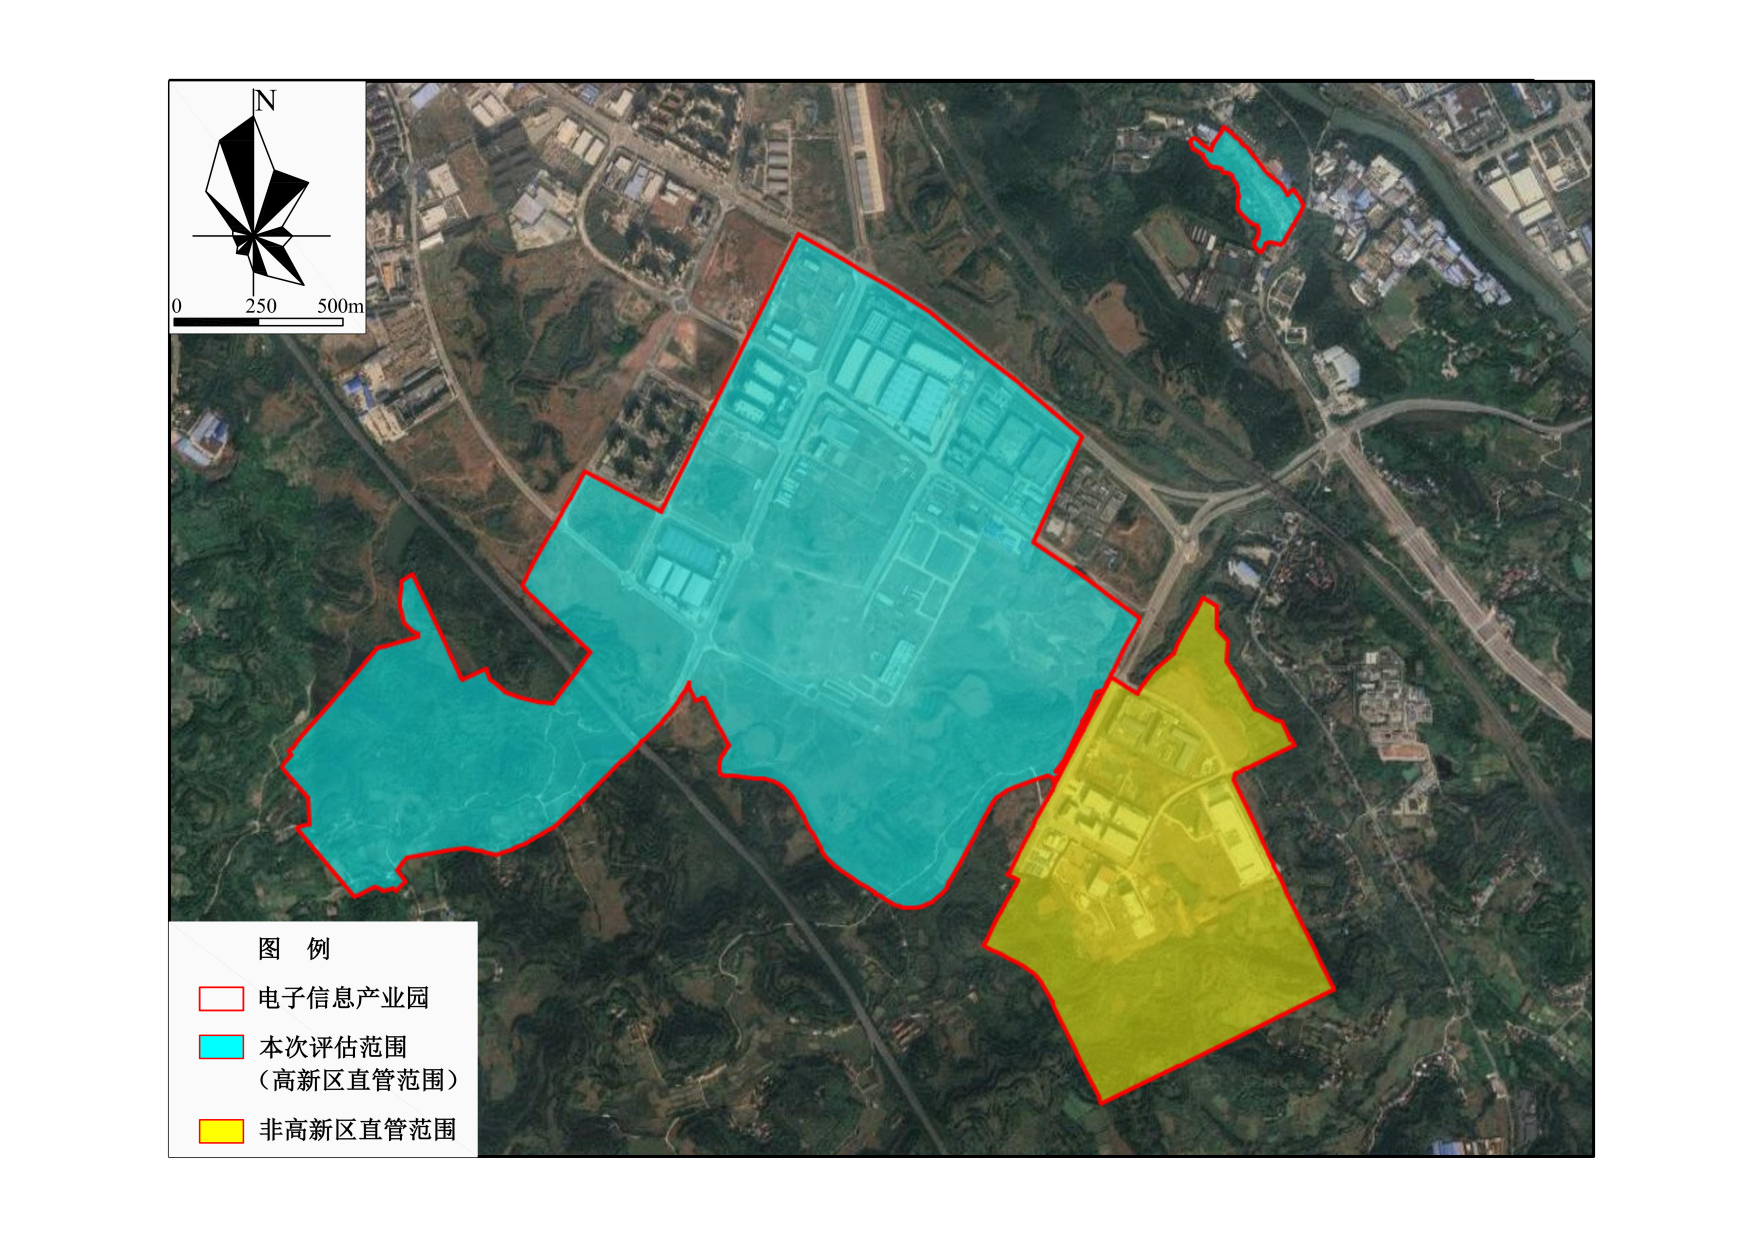 N
0 250 500m
图 例
电子信息产业园
本次评估范围
（高新区直管范围）
非高新区直管范围